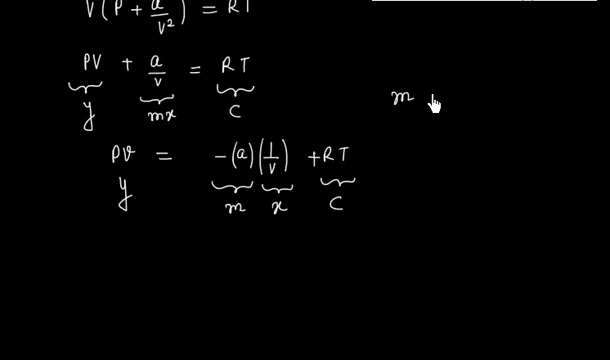 V(P + a/V²) = RT
PV + a/V = RT
y mx c
m
PV = -(a)(1/V) + RT
y m x c